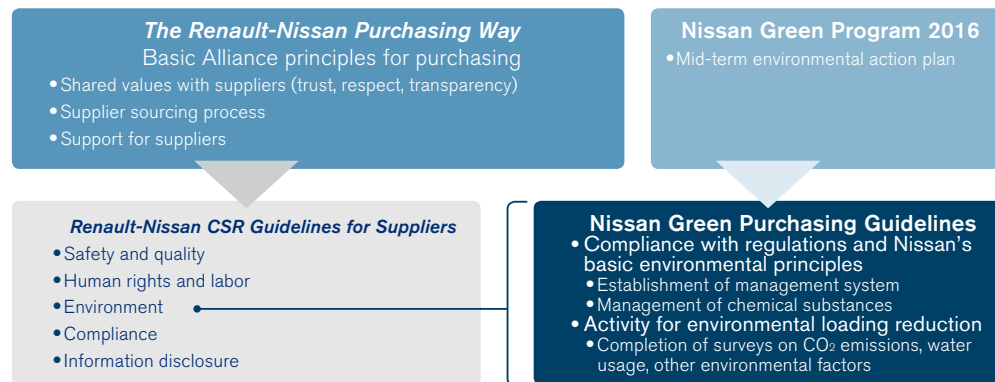 The Renault-Nissan Purchasing Way
Basic Alliance principles for purchasing
•Shared values with suppliers (trust, respect, transparency)
•Supplier sourcing process
•Support for suppliers
Nissan Green Program 2016
•Mid-term environmental action plan
Renault-Nissan CSR Guidelines for Suppliers
•Safety and quality
•Human rights and labor
•Environment
•Compliance
•Information disclosure
Nissan Green Purchasing Guidelines
•Compliance with regulations and Nissan's
basic environmental principles
•Establishment of management system
•Management of chemical substances
•Activity for environmental loading reduction
•Completion of surveys on CO₂ emissions, water
usage, other environmental factors